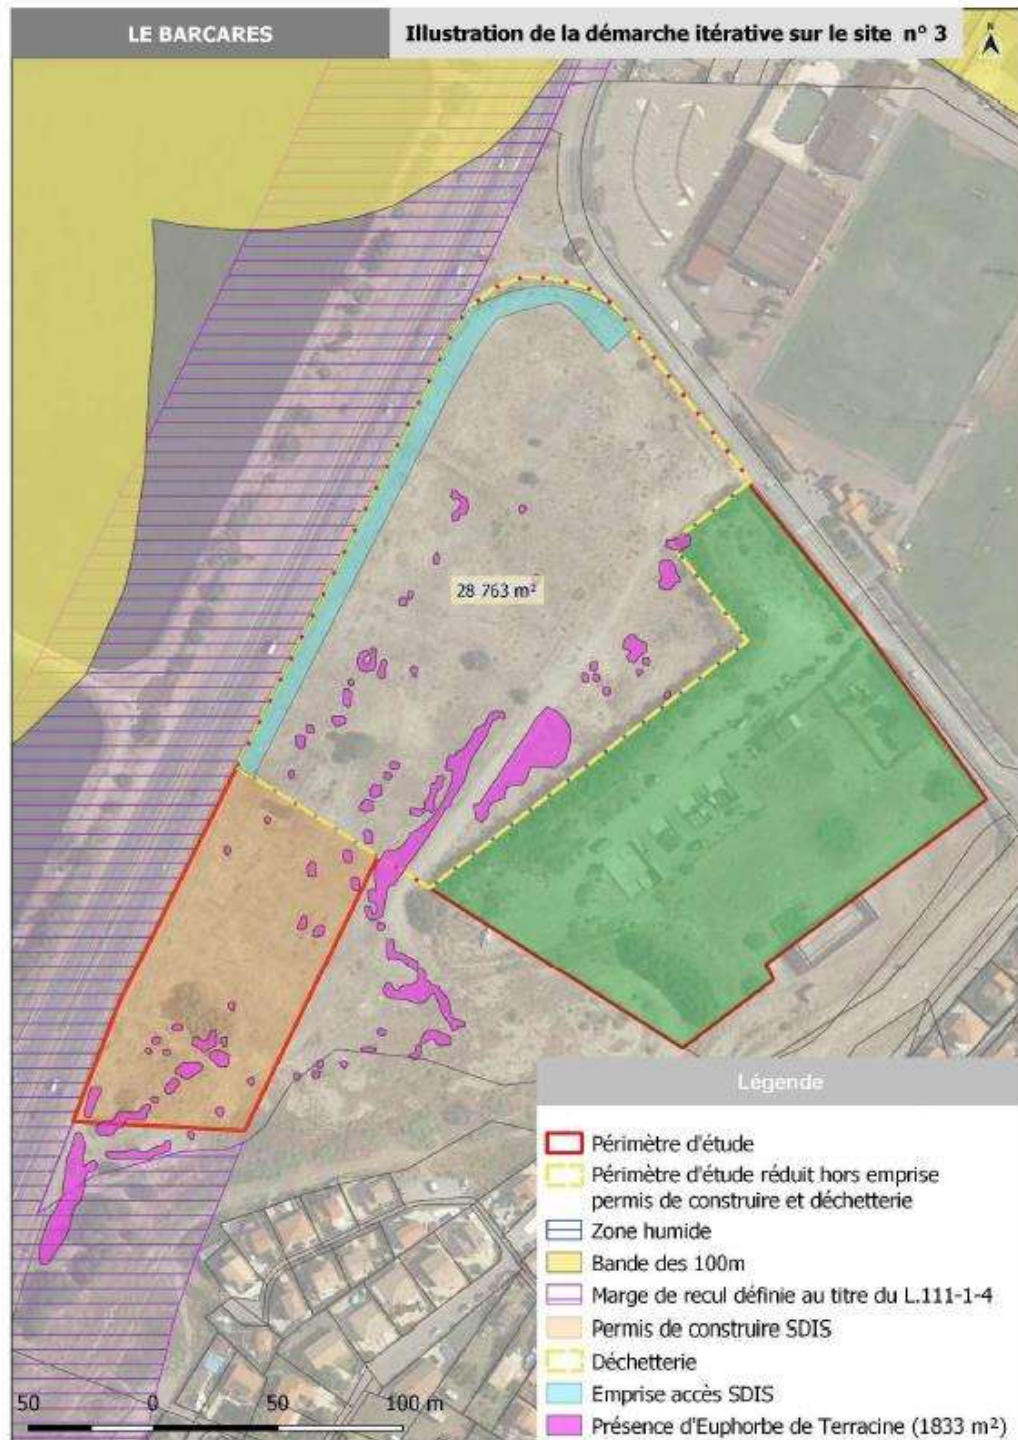 LE BARCARES
Illustration de la démarche itérative sur le site n° 3
N
28 763 m²
Légende
Périmètre d'étude
Périmètre d'étude réduit hors emprise
permis de construire et déchetterie
Zone humide
Bande des 100m
Marge de recul définie au titre du L.111-1-4
Permis de construire SDIS
Déchetterie
Emprise accès SDIS
Présence d'Euphorbe de Terracine (1833 m²)
50 0 50 100 m